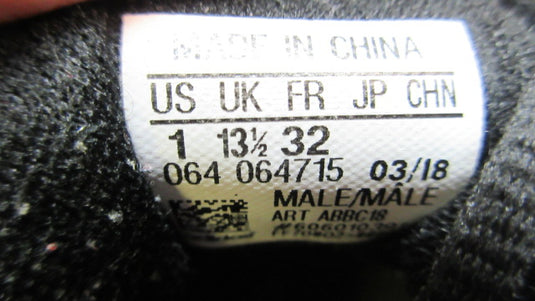 MADE IN CHINA
US UK FR JP CHN
1 13½ 32
064 064715 03/18
MALE/MÂLE
ART ABBC18